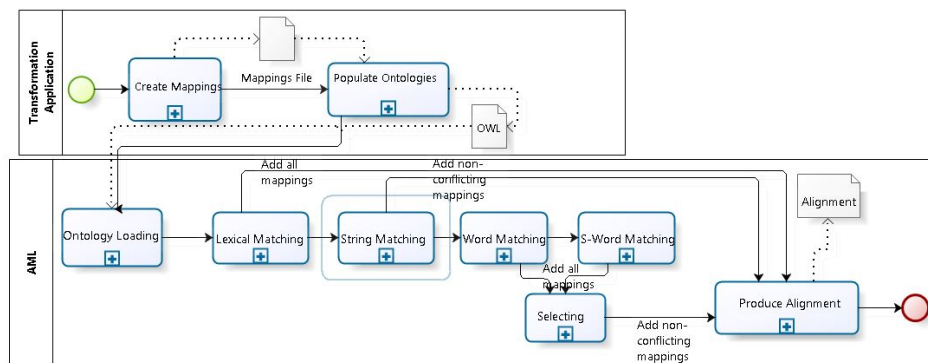 Transformation
Application
Create Mappings
Mappings File
Populate Ontologies
OWL
AML
Add all
mappings
Add non-
conflicting
mappings
Alignment
Ontology Loading
Lexical Matching
String Matching
Word Matching
S-Word Matching
Add all
mappings
Selecting
Add non-
conflicting
mappings
Produce Alignment